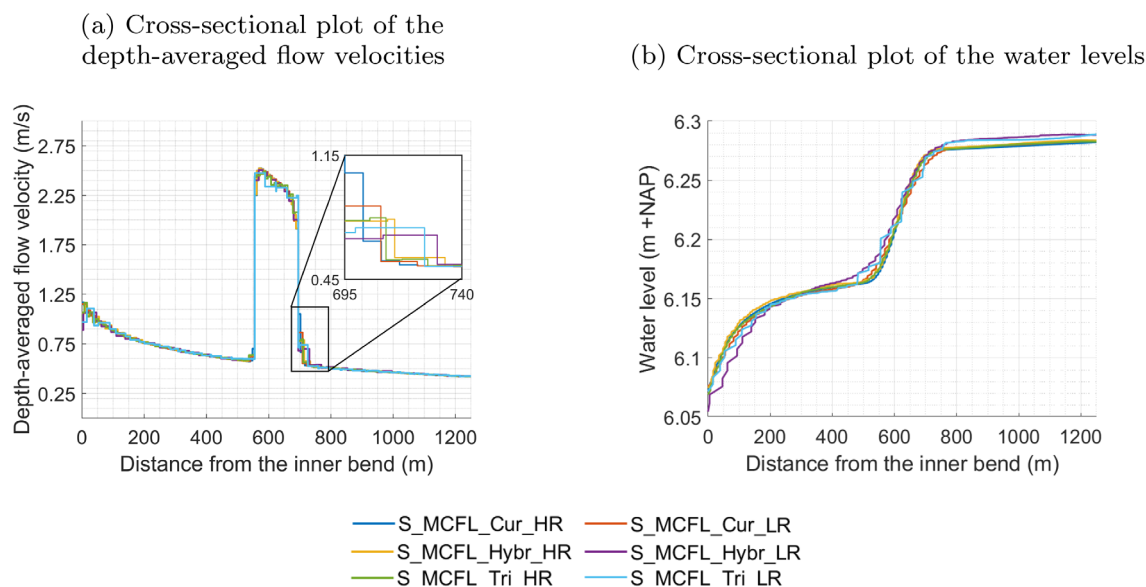 (a) Cross-sectional plot of the
depth-averaged flow velocities
(b) Cross-sectional plot of the water levels
Depth-averaged flow velocity (m/s)
2.75
2.25
1.75
1.25
0.75
0.25
0 200 400 600 800 1000 1200
Distance from the inner bend (m)
1.15
0.45
695 740
Water level (m +NAP)
6.3
6.25
6.2
6.15
6.1
6.05
0 200 400 600 800 1000 1200
Distance from the inner bend (m)
S_MCFL_Cur_HR S_MCFL_Cur_LR
S_MCFL_Hybr_HR S_MCFL_Hybr_LR
S_MCFL_Tri_HR S_MCFL_Tri_LR